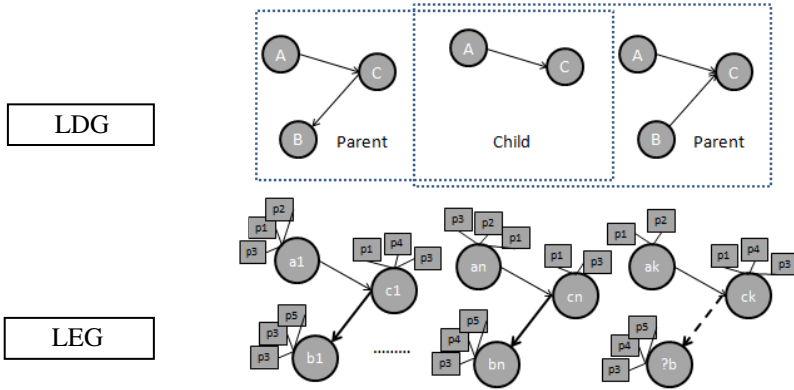 A
C
B
Parent
A
C
Child
A
C
B
Parent
LDG
p2
p1
p3
a1
p1
p4
p3
c1
p5
p3
p3
b1
..........
p3
p2
p1
an
p1
p3
cn
p5
p4
p3
bn
p1
p2
ak
p4
p1
p3
ck
p5
p4
p3
?b
LEG